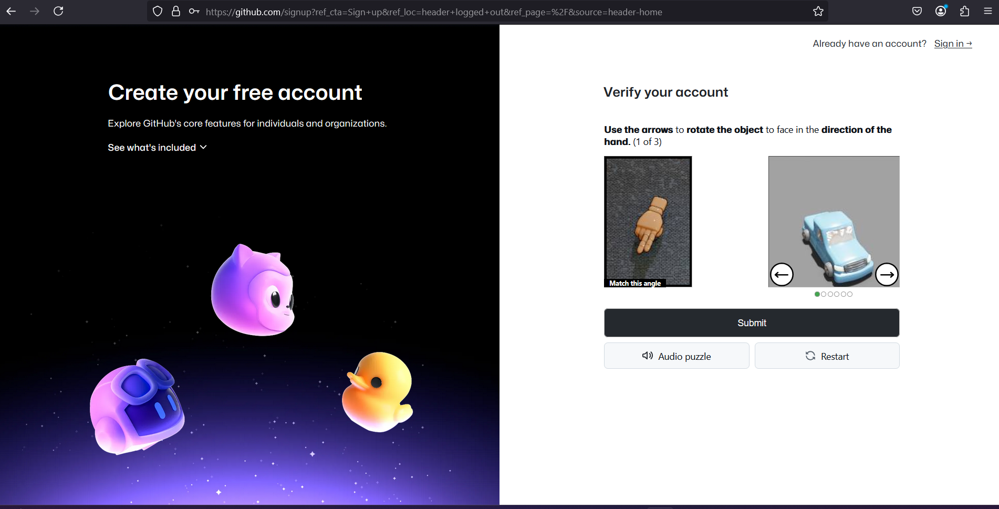 https://github.com/signup?ref_cta=Sign+up&ref_loc=header+logged+out&ref_page=%2F&source=header-home
Already have an account? Sign in →
Create your free account
Explore GitHub's core features for individuals and organizations.
See what's included
Verify your account
Use the arrows to rotate the object to face in the direction of the
hand. (1 of 3)
Match this angle
Submit
Audio puzzle
Restart